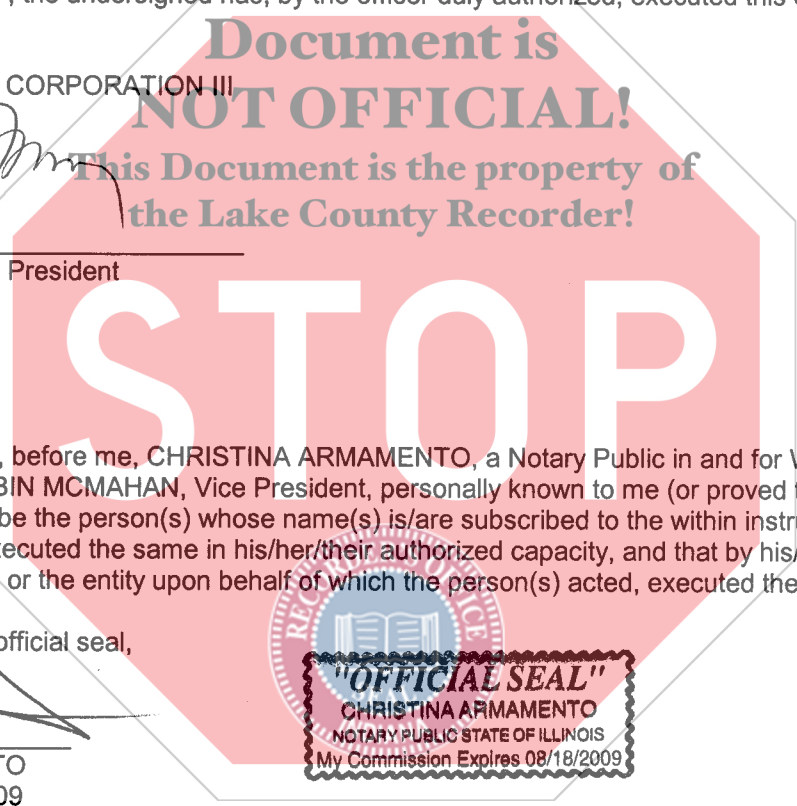 , the undersigned has, by the officer duly authorized, executed this
Document is
CORPORATION III
NOT OFFICIAL!
This Document is the property of
the Lake County Recorder!
President
STOP
, before me, CHRISTINA ARMAMENTO, a Notary Public in and for
BIN MCMAHAN, Vice President, personally known to me (or proved
be the person(s) whose name(s) is/are subscribed to the within instru
ecuted the same in his/her/their authorized capacity, and that by his/
or the entity upon behalf of which the person(s) acted, executed the
official seal,
RECORDER'S OFFICE
SEAL
INDIANA
"OFFICIAL SEAL"
CHRISTINA ARMAMENTO
NOTARY PUBLIC STATE OF ILLINOIS
My Commission Expires 08/18/2009
TO
09